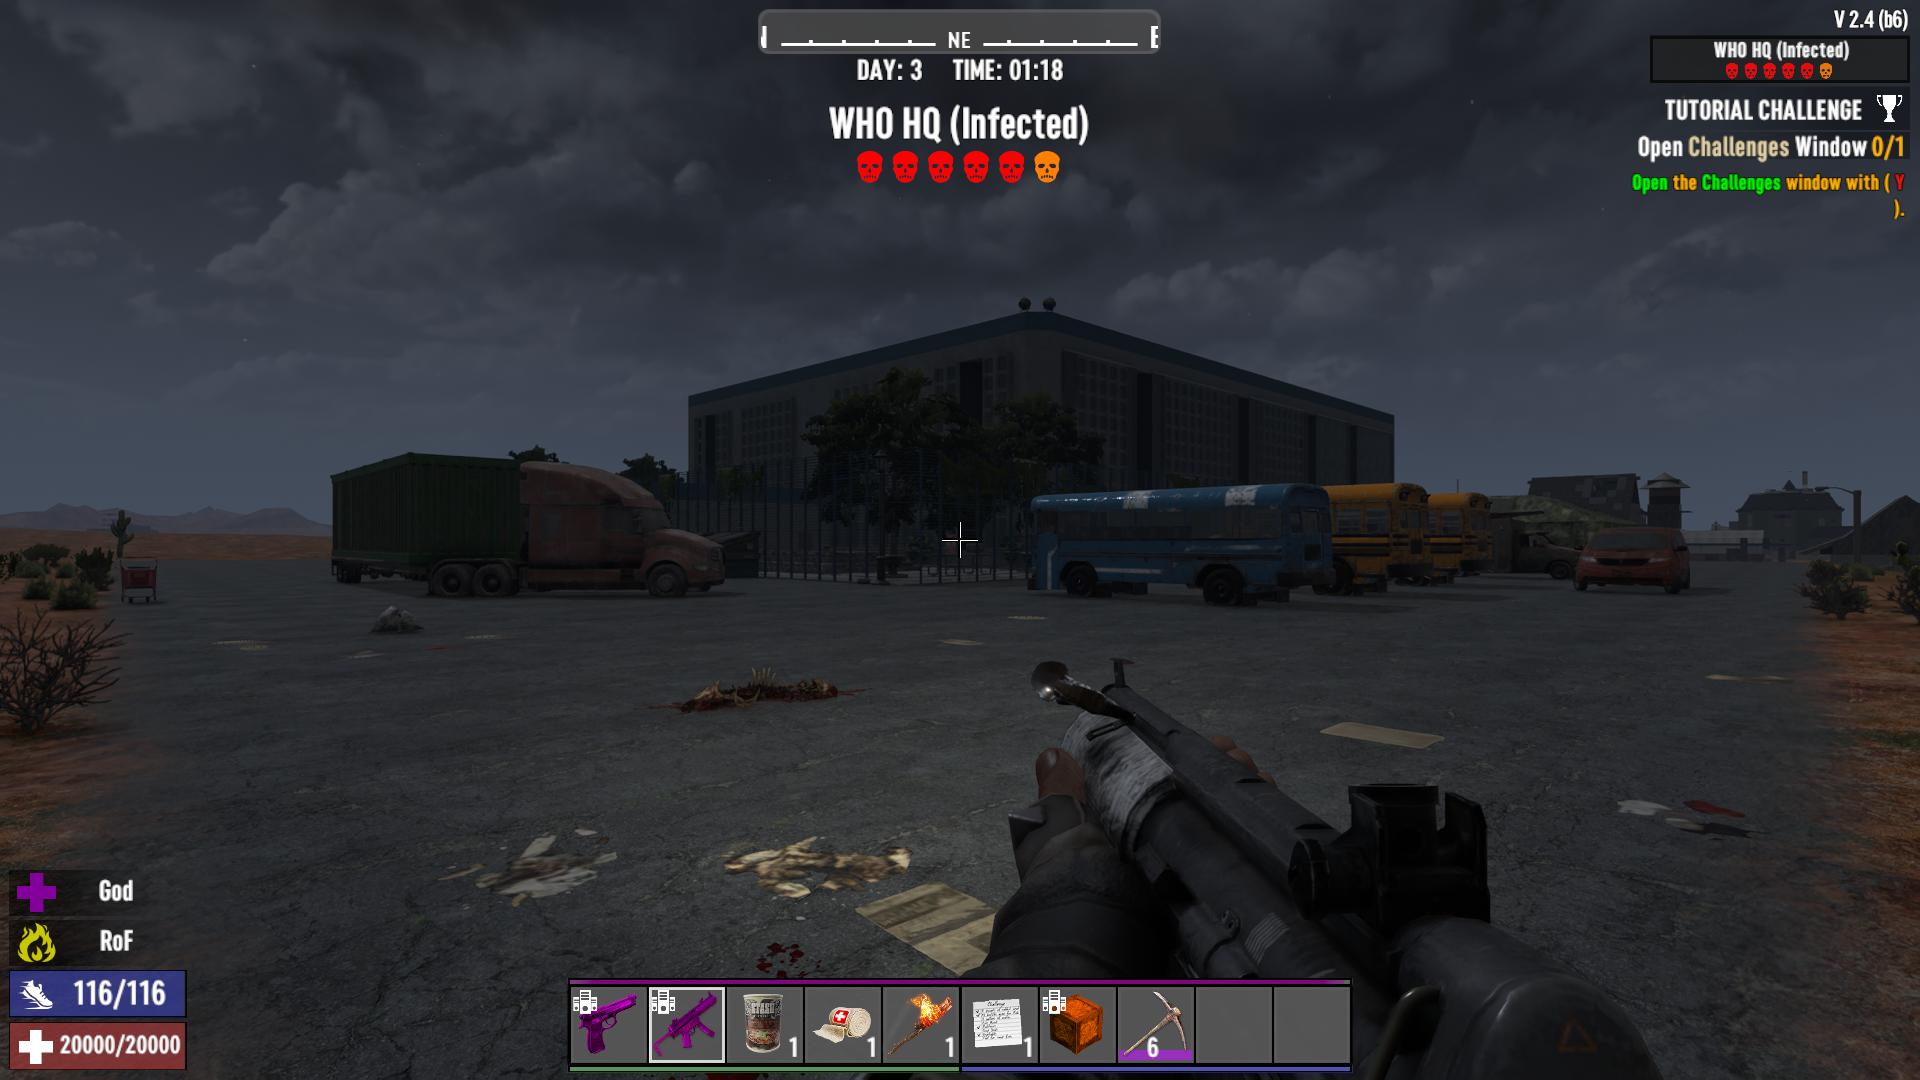 NE
E
DAY: 3 TIME: 01:18
WHO HQ (Infected)
V 2.4 (b6)
WHO HQ (Infected)
TUTORIAL CHALLENGE
Open Challenges Window 0/1
Open the Challenges window with ( Y
).
God
RoF
116/116
20000/20000
1
1
1
1
6